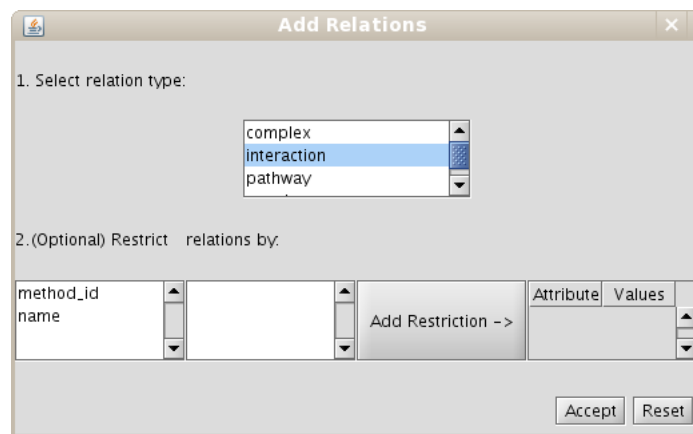 Add Relations
1. Select relation type:
complex
interaction
pathway
2.(Optional) Restrict relations by:
method_id
name
Add Restriction ->
Attribute Values
Accept Reset